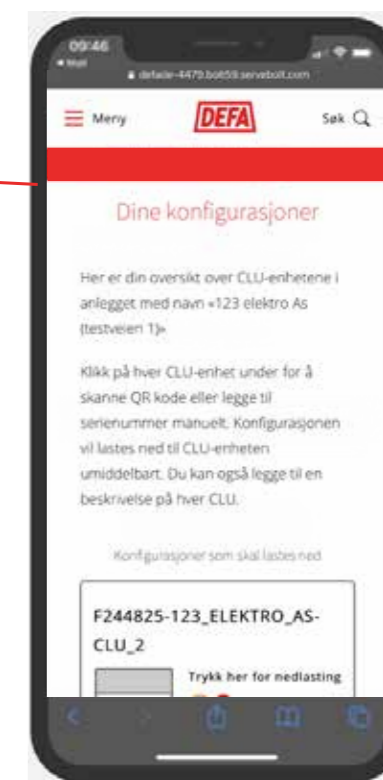 09:46
Mail
defade-4479.bolt59.servebolt.com
Meny
DEFA
Søk
Dine konfigurasjoner
Her er din oversikt over CLU-enhetene i
anlegget med navn «123 elektro As
(testveien 1)»
Klikk på hver CLU-enhet under for å
skanne QR kode eller legge til
serienummer manuelt. Konfigurasjonen
vil lastes ned til CLU-enheten
umiddelbart. Du kan også legge til en
beskrivelse på hver CLU.
Konfigurasjoner som skal lastes ned
F244825-123_ELEKTRO_AS-
CLU_2
Trykk her for nedlasting